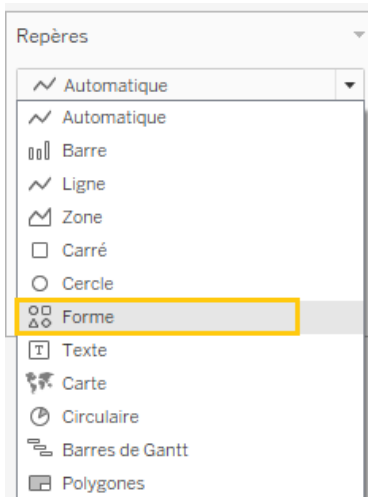 Repères
Automatique
Automatique
Barre
Ligne
Zone
Carré
Cercle
Forme
T Texte
Carte
Circulaire
Barres de Gantt
Polygones